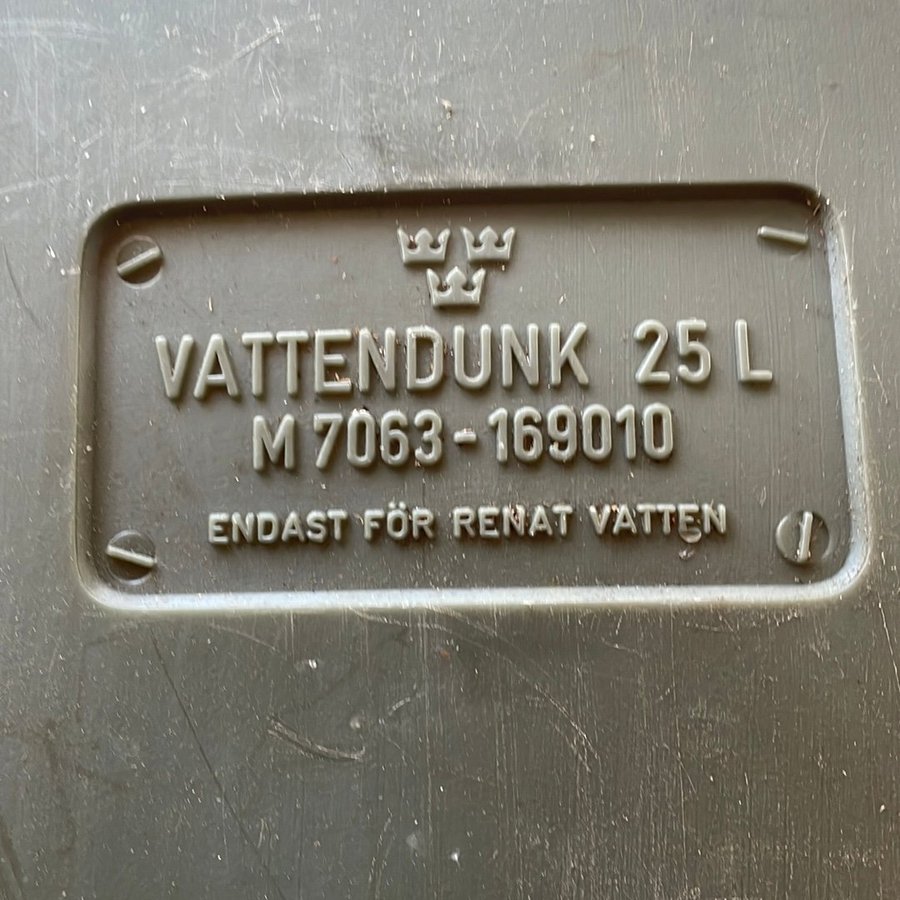 VATTENDUNK 25 L
M 7063-169010
ENDAST FÖR RENAT VATTEN